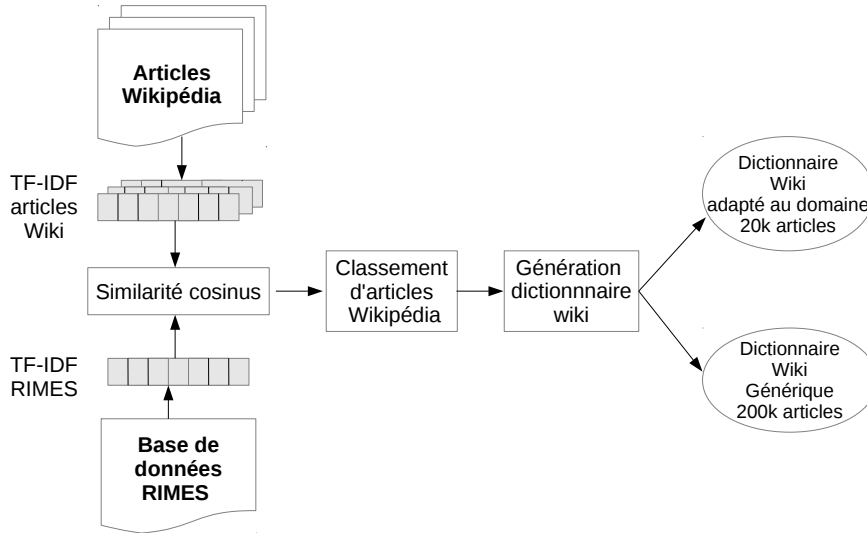 Articles
Wikipédia
TF-IDF
articles
Wiki
Similarité cosinus
TF-IDF
RIMES
Base de
données
RIMES
Classement
d'articles
Wikipédia
Génération
dictionnnaire
wiki
Dictionnaire
Wiki
adapté au domaine
20k articles
Dictionnaire
Wiki
Générique
200k articles